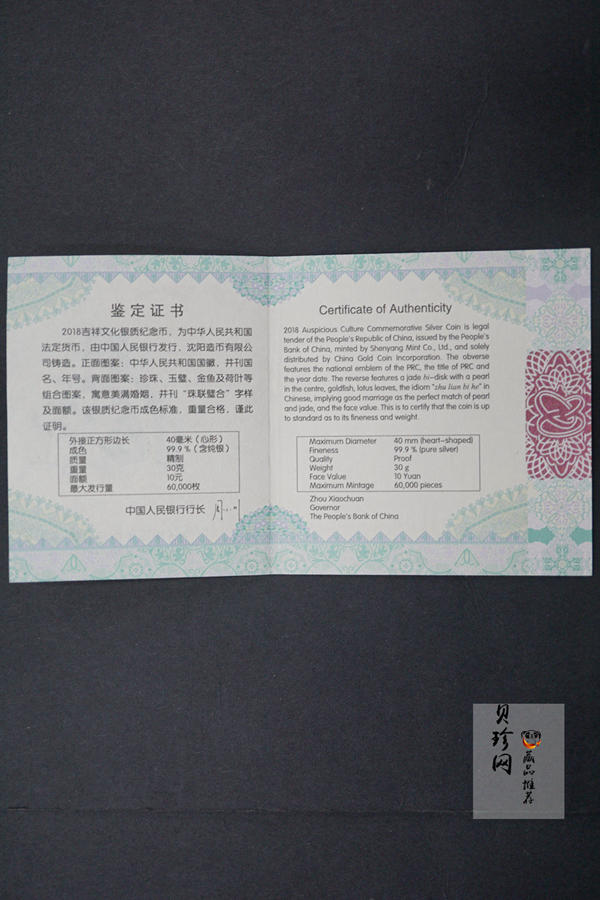 鉴定证书
2018吉祥文化银质纪念币，为中华人民共和国
法定货币，由中国人民银行发行，沈阳造币有限公
司铸造。正面图案：中华人民共和国国徽，并刊国
名、年号。背面图案：珍珠、玉璧、金鱼及荷叶等
组合图案，寓意美满婚姻，并刊“珠联璧合”字样
及面额。该银质纪念币成色标准，重量合格，谨此
证明。
外接正方形边长 40毫米（心形）
成色 99.9％（含纯银）
质量 精制
重量 30克
面额 10元
最大发行量 60,000枚
中国人民银行行长
Certificate of Authenticity
2018 Auspicious Culture Commemorative Silver Coin is legal
tender of the People's Republic of China, issued by the People's
Bank of China, minted by Shenyang Mint Co., Ltd., and solely
distributed by China Gold Coin Incorporation. The obverse
features the national emblem of the PRC, the title of PRC and
the year date. The reverse features a jade bi-disk with a pearl
in the centre, goldfish, lotus leaves, the idiom "zhu lian bi he" in
Chinese, implying good marriage as the perfect match of pearl
and jade, and the face value. This is to certify that the coin is up
to standard as to its fineness and weight.
Maximum Diameter 40 mm (heart-shaped)
Fineness 99.9 % (pure silver)
Quality Proof
Weight 30 g
Face Value 10 Yuan
Maximum Mintage 60,000 pieces
Zhou Xiaochuan
Governor
The People's Bank of China
贝珍网
藏品推荐